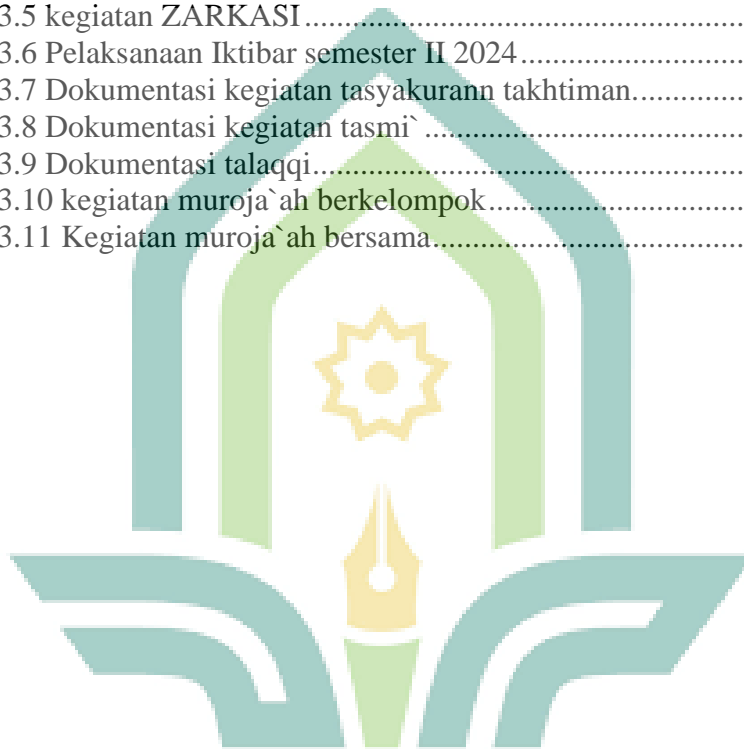 3.5 kegiatan ZARKASI................................................................
3.6 Pelaksanaan Iktibar semester II 2024................................
3.7 Dokumentasi kegiatan tasyakurann takhtiman................
3.8 Dokumentasi kegiatan tasmi` .............................................
3.9 Dokumentasi talaqqi.............................................................
3.10 kegiatan muroja`ah berkelompok.....................................
3.11 Kegiatan muroja`ah bersama.............................................